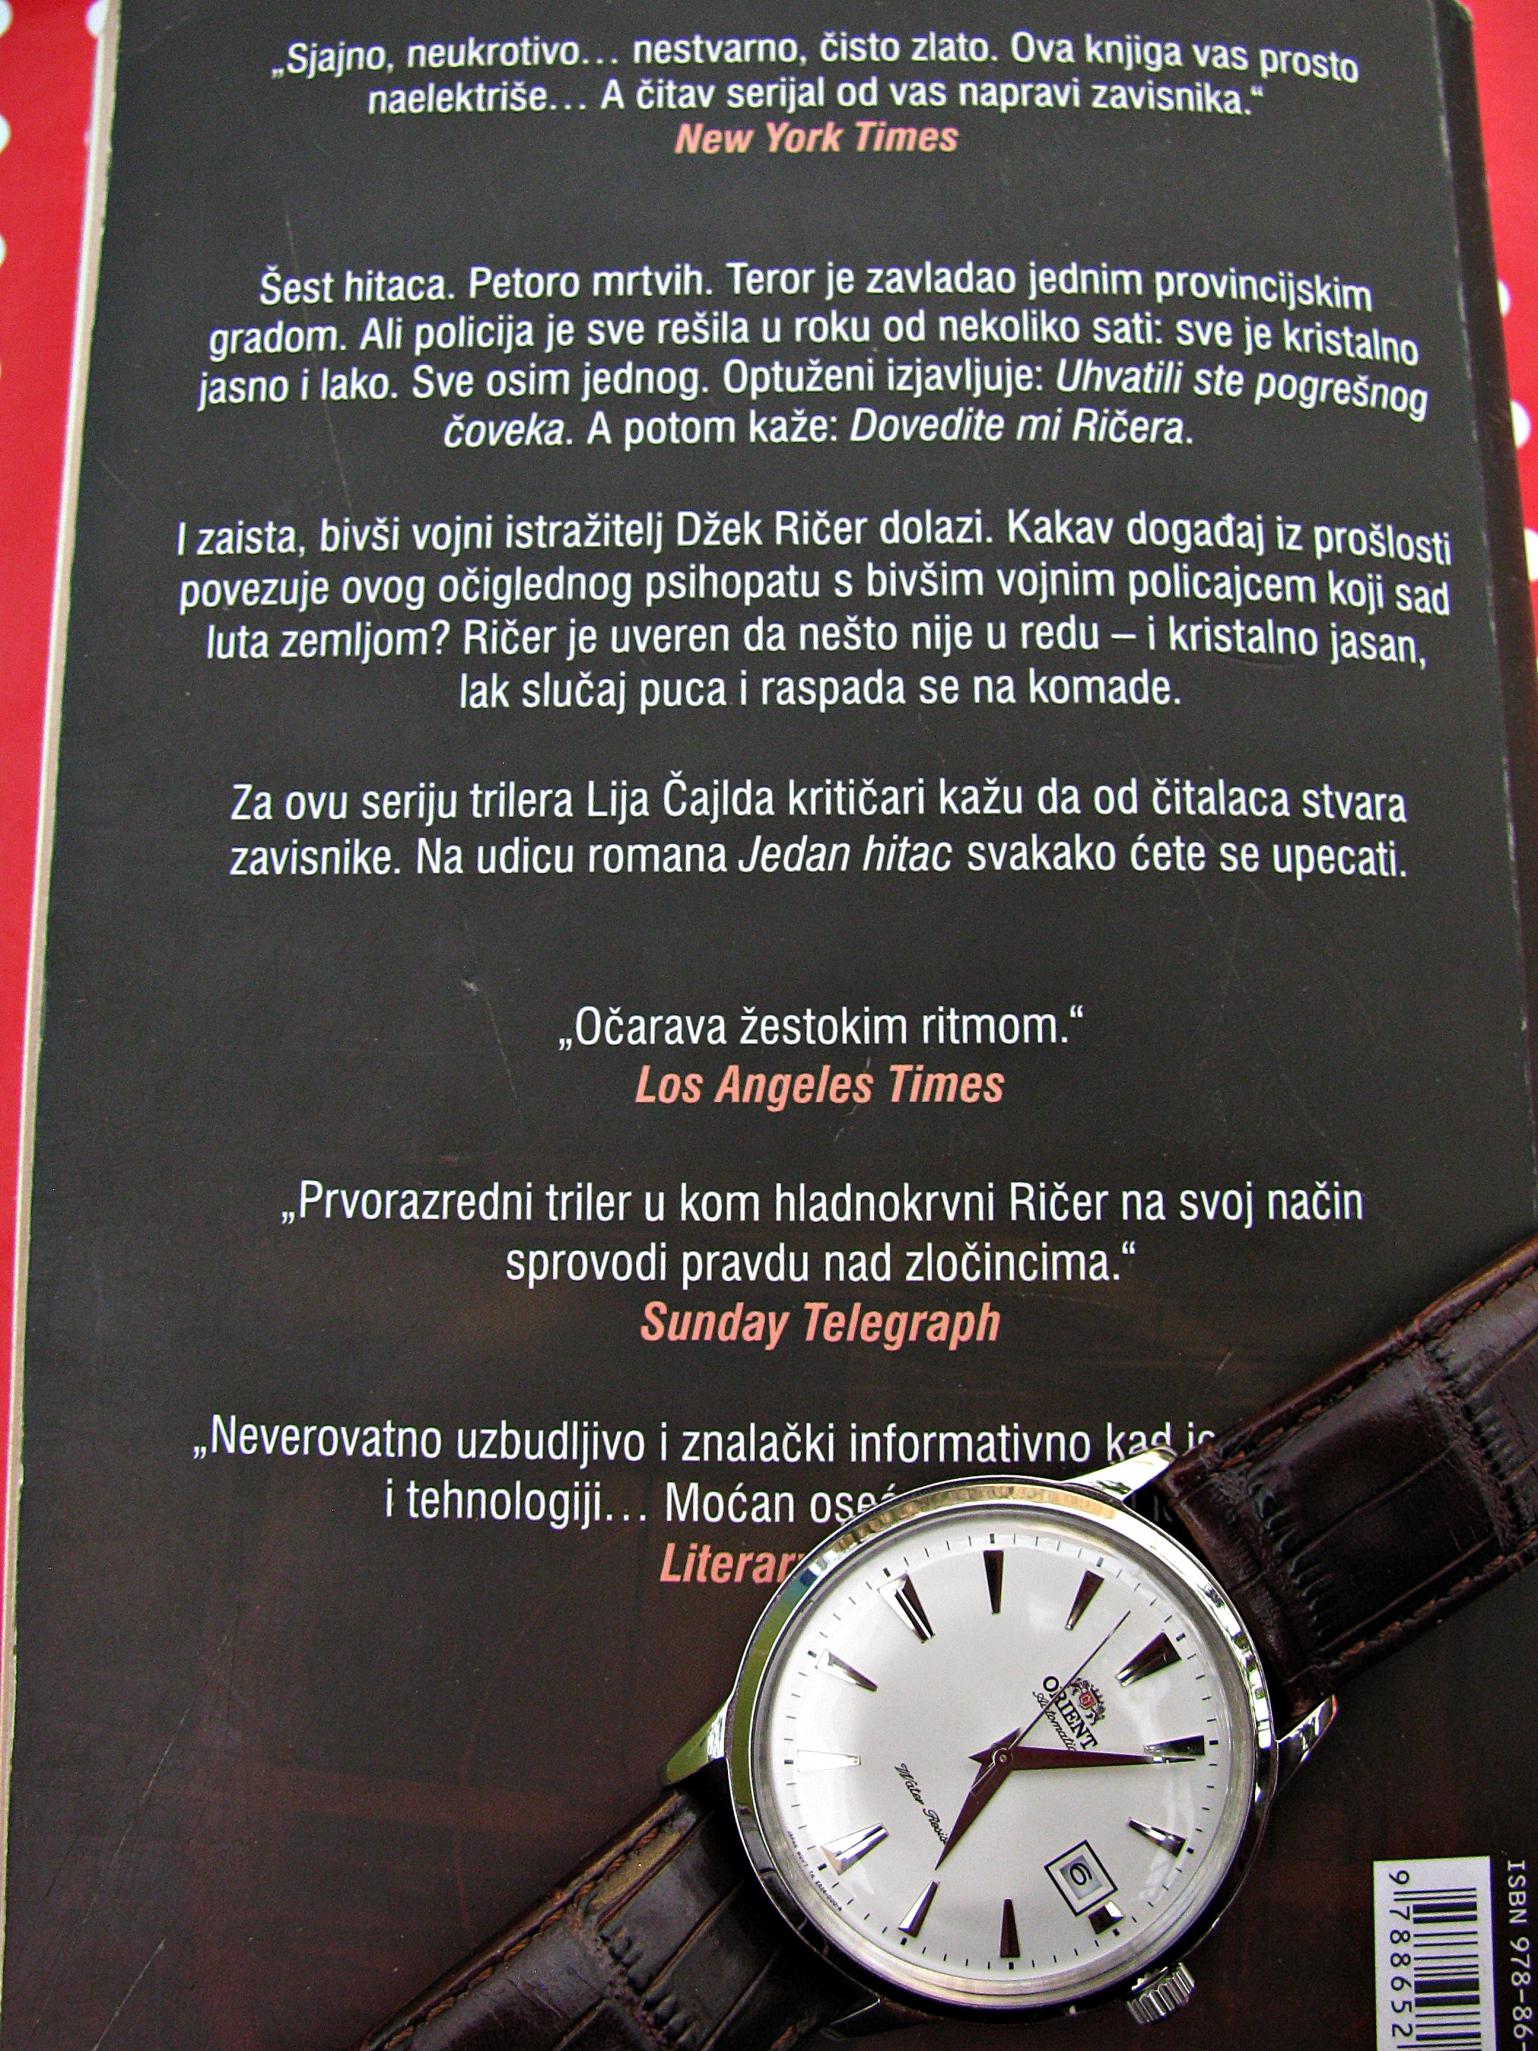 „Sjajno, neukrotivo... nestvarno, čisto zlato. Ova knjiga vas prosto
naelektriše... A čitav serijal od vas napravi zavisnika.“
New York Times
Šest hitaca. Petoro mrtvih. Teror je zavladao jednim provincijskim
gradom. Ali policija je sve rešila u roku od nekoliko sati: sve je kristalno
jasno i lako. Sve osim jednog. Optuženi izjavljuje: Uhvatili ste pogrešnog
čoveka. A potom kaže: Dovedite mi Ričera.
I zaista, bivši vojni istražitelj Džek Ričer dolazi. Kakav događaj iz prošlosti
povezuje ovog očiglednog psihopatu s bivšim vojnim policajcem koji sad
luta zemljom? Ričer je uveren da nešto nije u redu – i kristalno jasan,
lak slučaj puca i raspada se na komade.
Za ovu seriju trilera Lija Čajlda kritičari kažu da od čitalaca stvara
zavisnike. Na udicu romana Jedan hitac svakako ćete se upecati.
„Očarava žestokim ritmom.“
Los Angeles Times
„Prvorazredni triler u kom hladnokrvni Ričer na svoj način
sprovodi pravdu nad zločincima.“
Sunday Telegraph
„Neverovatno uzbudljivo i znalački informativno kad
i tehnologiji... Moćan
Literar
ORIENT
Automatic
Water Resis
6
ISBN 978-86-
9 788652